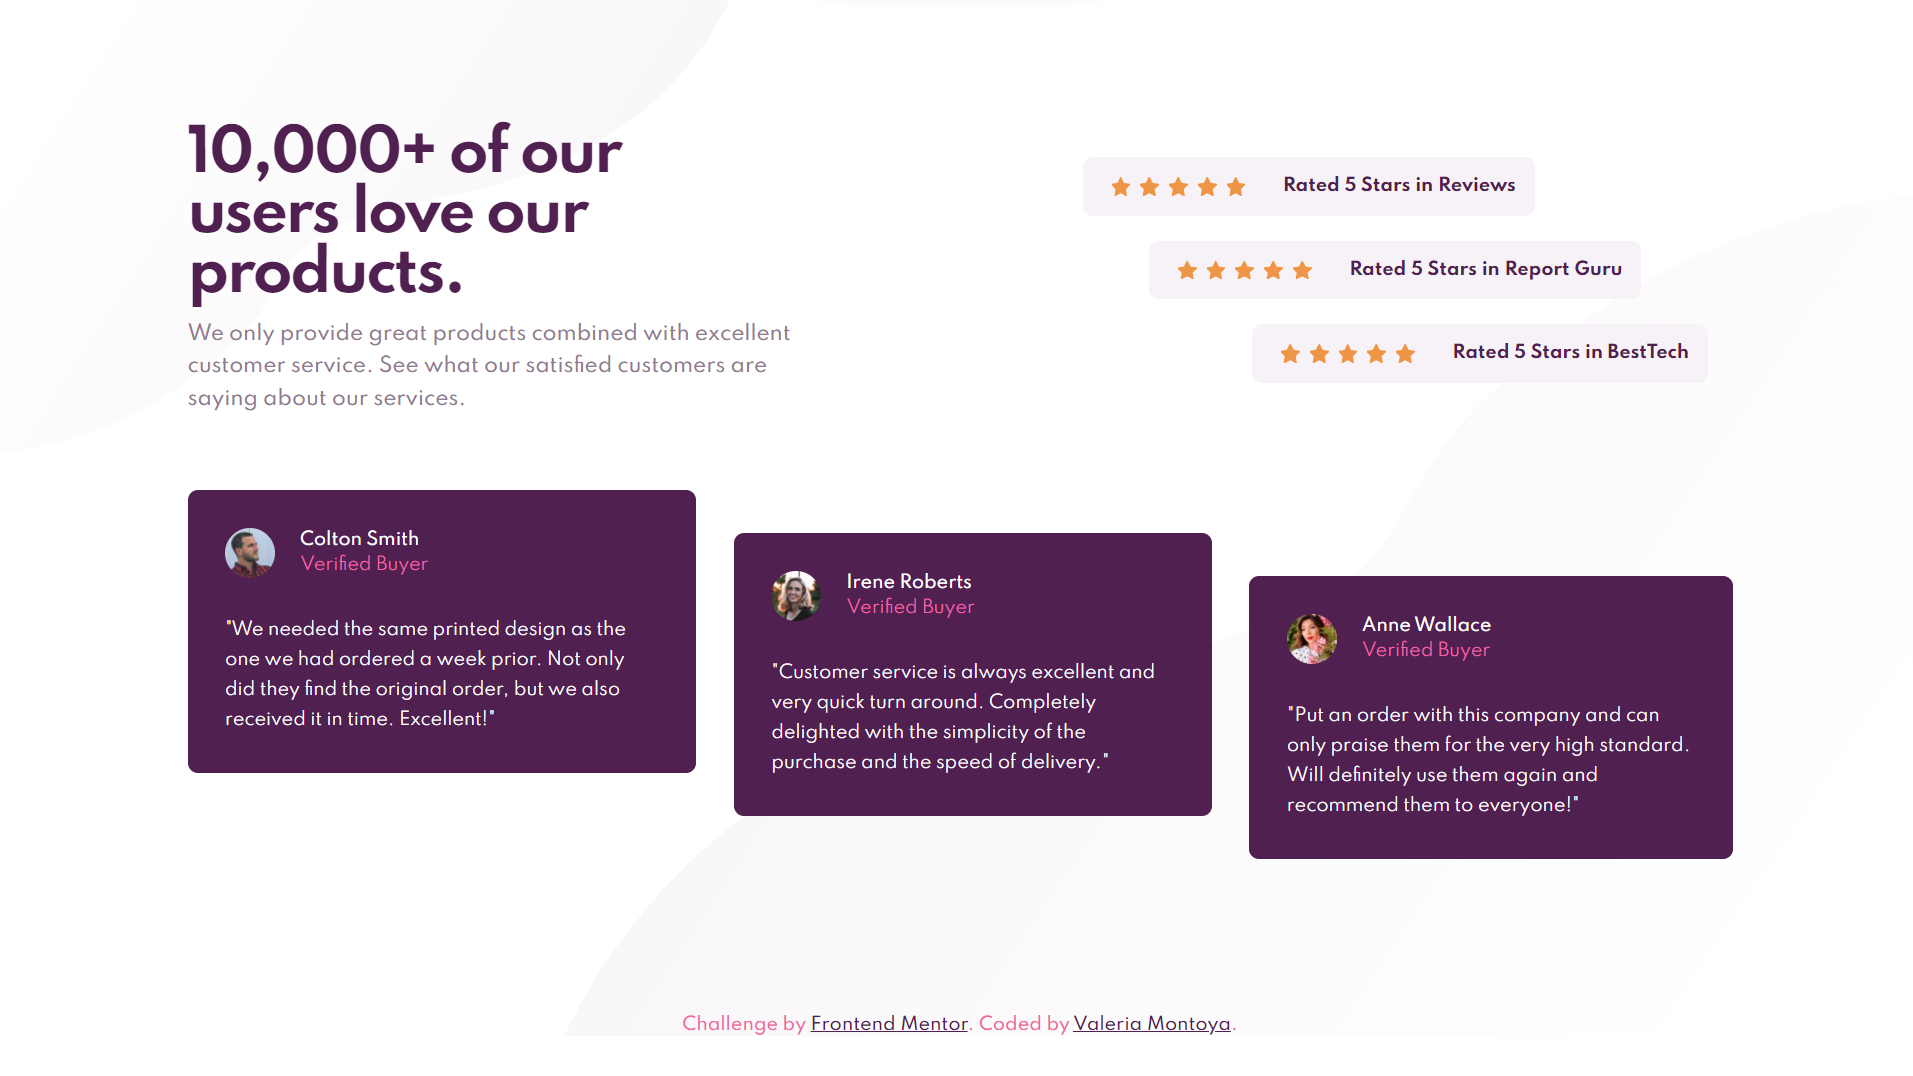 10,000+ of our
users love our
products.
We only provide great products combined with excellent
customer service. See what our satisfied customers are
saying about our services.
Rated 5 Stars in Reviews
Rated 5 Stars in Report Guru
Rated 5 Stars in BestTech
Colton Smith
Verified Buyer
"We needed the same printed design as the
one we had ordered a week prior. Not only
did they find the original order, but we also
received it in time. Excellent!"
Irene Roberts
Verified Buyer
"Customer service is always excellent and
very quick turn around. Completely
delighted with the simplicity of the
purchase and the speed of delivery."
Anne Wallace
Verified Buyer
"Put an order with this company and can
only praise them for the very high standard.
Will definitely use them again and
recommend them to everyone!"
Challenge by Frontend Mentor. Coded by Valeria Montoya.